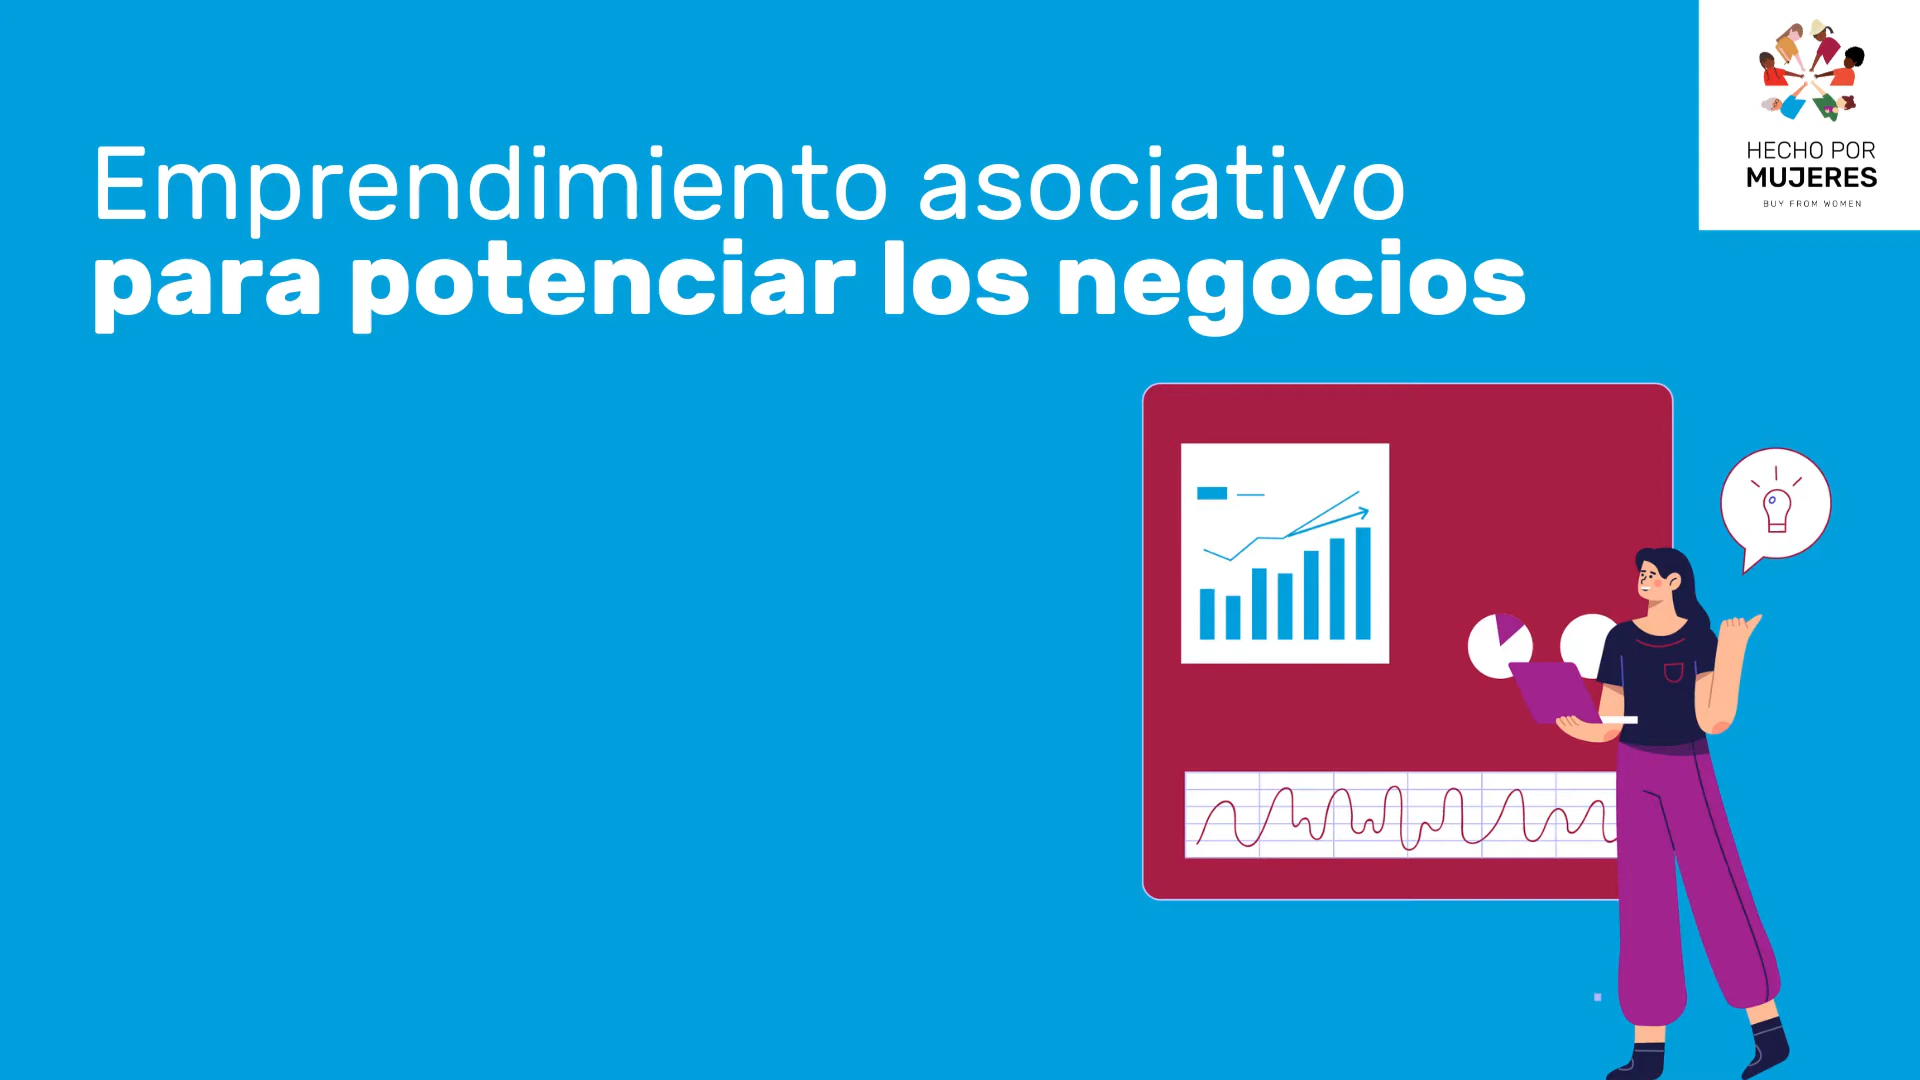 Emprendimiento asociativo
para potenciar los negocios
HECHO POR
MUJERES
BUY FROM WOMEN